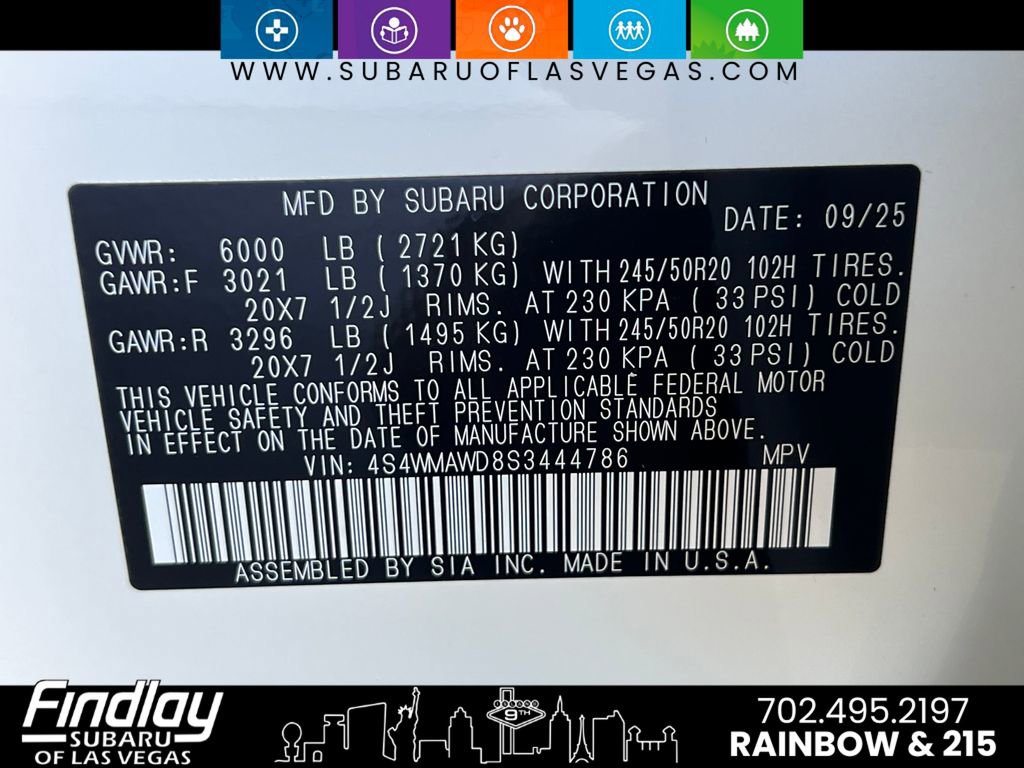 WWW.SUBARUOFLASVEGAS.COM
MFD BY SUBARU CORPORATION
DATE: 09/25
GVWR: 6000 LB ( 2721 KG)
GAWR:F 3021 LB ( 1370 KG) WITH 245/50R20 102H TIRES.
20X7 1/2J RIMS. AT 230 KPA ( 33 PSI) COLD
GAWR:R 3296 LB ( 1495 KG) WITH 245/50R20 102H TIRES.
20X7 1/2J RIMS. AT 230 KPA ( 33 PSI) COLD
THIS VEHICLE CONFORMS TO ALL APPLICABLE FEDERAL MOTOR
VEHICLE SAFETY AND THEFT PREVENTION STANDARDS
IN EFFECT ON THE DATE OF MANUFACTURE SHOWN ABOVE.
VIN: 4S4WMAWD8S3444786 MPV
ASSEMBLED BY SIA INC. MADE IN U.S.A.
Findlay
SUBARU
OF LAS VEGAS
9TH
702.495.2197
RAINBOW & 215